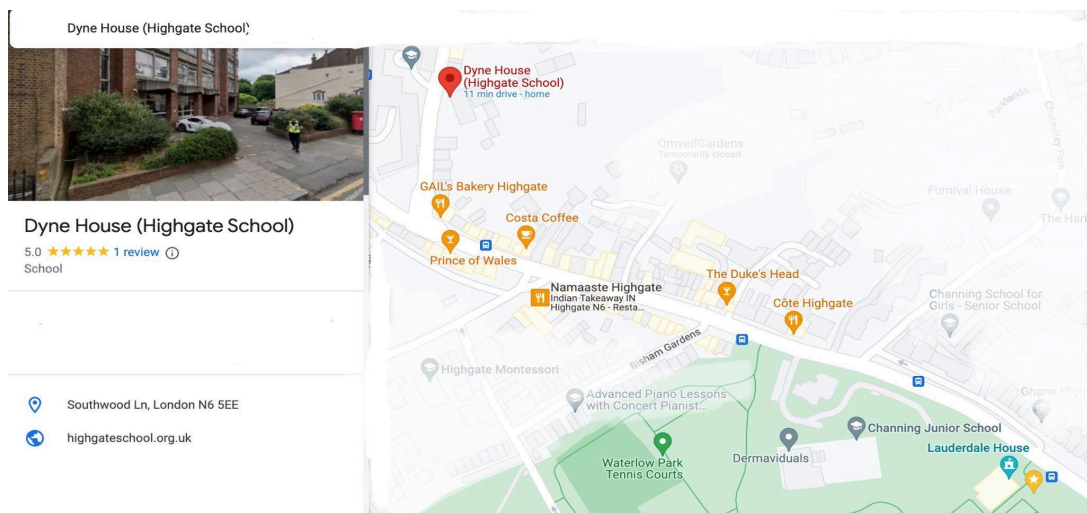 Dyne House (Highgate School)
Dyne House (Highgate School)
5.0 ★★★★★ 1 review
School
Southwood Ln, London N6 5EE
highgateschool.org.uk
Dyne House
(Highgate School)
11 min drive - home
OmvedGardens
Temporarily closed
Parklands
Cholmeley Park
Furnival House
GAIL's Bakery Highgate
Costa Coffee
Prince of Wales
Namaaste Highgate
Indian Takeaway IN
Highgate N6 - Resta...
The Duke's Head
Côte Highgate
Channing School for
Girls - Senior School
Bisham Gardens
Highgate Montessori
Advanced Piano Lessons
with Concert Pianist...
Channing Junior School
Lauderdale House
Waterlow Park
Tennis Courts
Dermaviduals